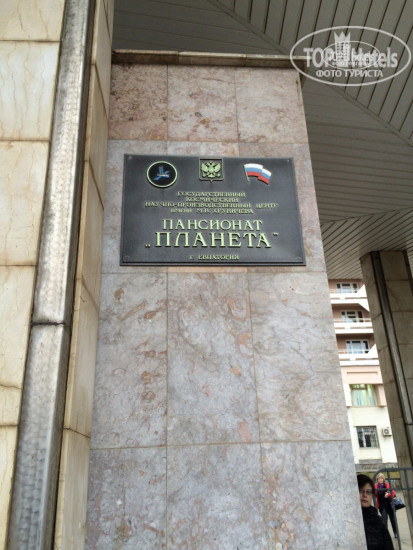 TOPHotels
ФОТО ТУРИСТА
ГОСУДАРСТВЕННЫЙ
КОСМИЧЕСКИЙ
НАУЧНО-ПРОИЗВОДСТВЕННЫЙ ЦЕНТР
ИМЕНИ М.В. ХРУНИЧЕВА
ПАНСИОНАТ
"ПЛАНЕТА"
Г. ЕВПАТОРИЯ